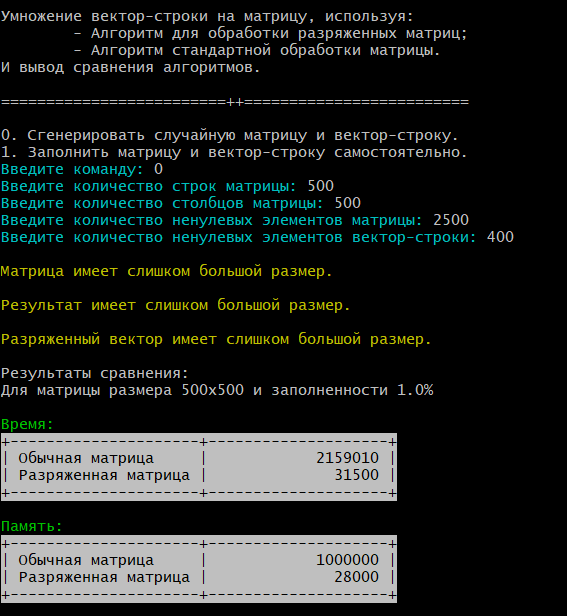 Умножение вектор-строки на матрицу, используя:
- Алгоритм для обработки разряженных матриц;
- Алгоритм стандартной обработки матрицы.
И вывод сравнения алгоритмов.
=========================++=========================
0. Сгенерировать случайную матрицу и вектор-строку.
1. Заполнить матрицу и вектор-строку самостоятельно.
Введите команду: 0
Введите количество строк матрицы: 500
Введите количество столбцов матрицы: 500
Введите количество ненулевых элементов матрицы: 2500
Введите количество ненулевых элементов вектор-строки: 400
Матрица имеет слишком большой размер.
Результат имеет слишком большой размер.
Разряженный вектор имеет слишком большой размер.
Результаты сравнения:
Для матрицы размера 500x500 и заполненности 1.0%
Время:
+---------------------+--------------------+
| Обычная матрица | 2159010 |
| Разряженная матрица | 31500 |
+---------------------+--------------------+
Память:
+---------------------+--------------------+
| Обычная матрица | 1000000 |
| Разряженная матрица | 28000 |
+---------------------+--------------------+